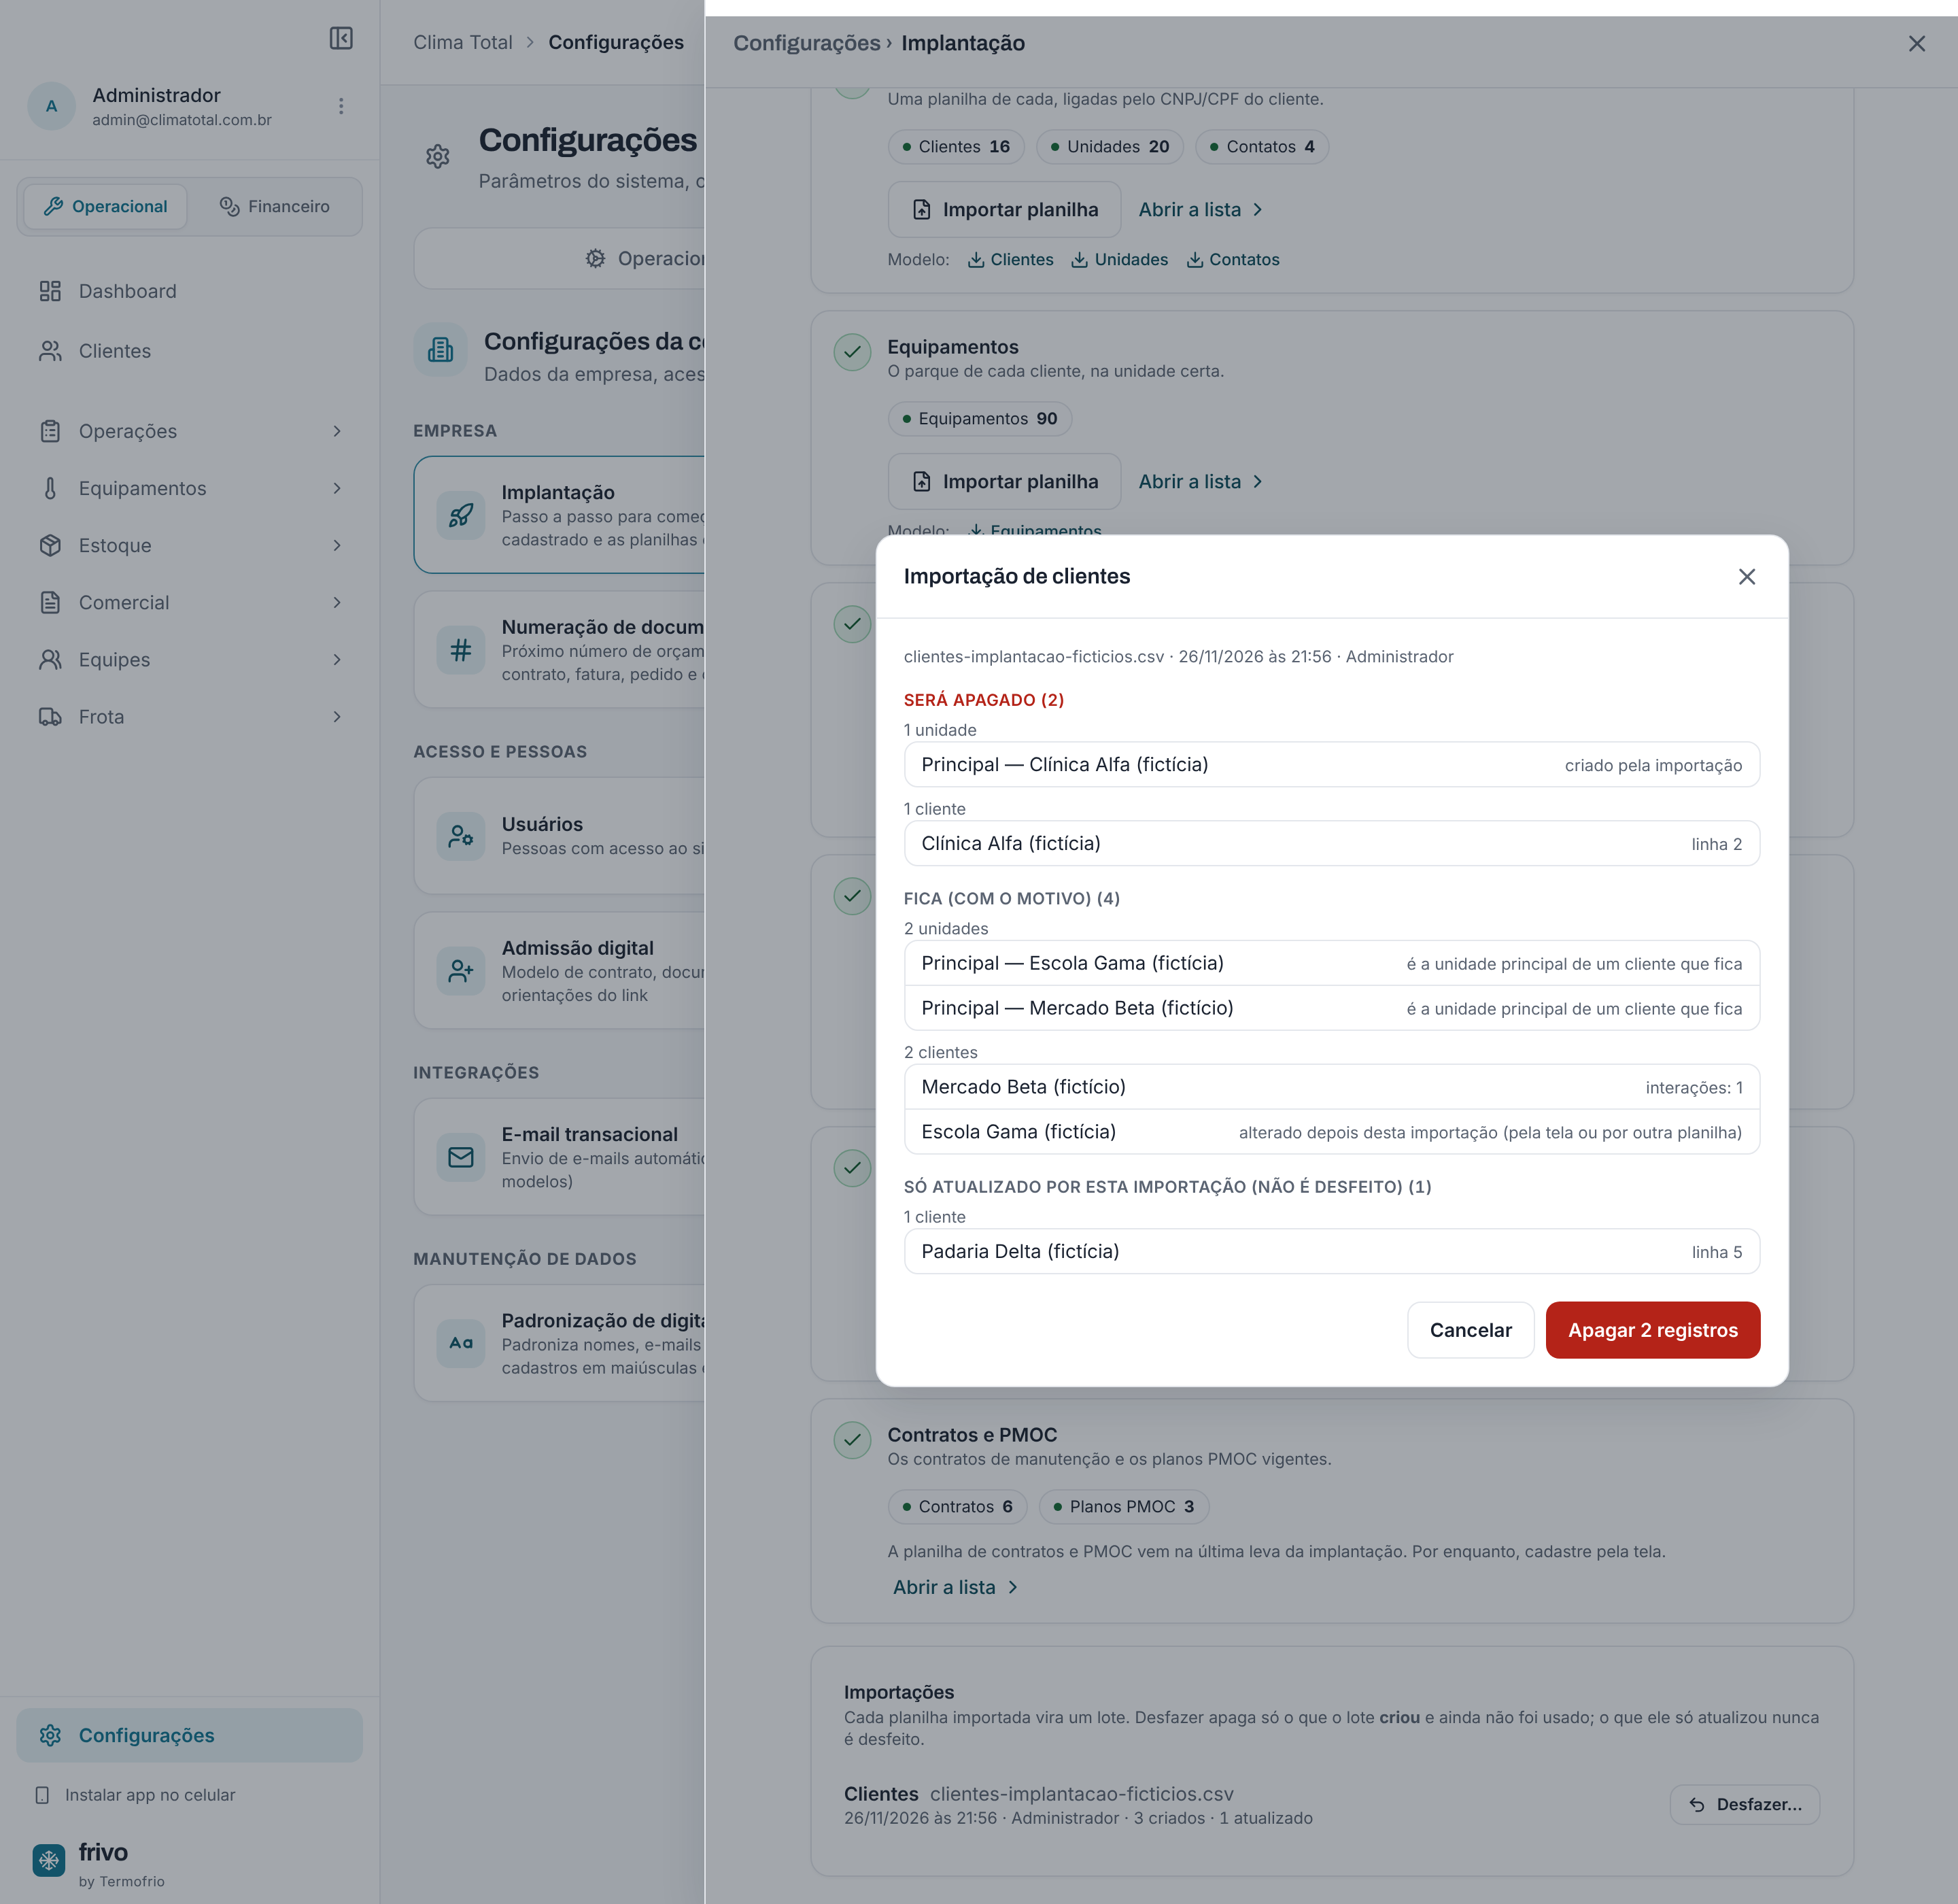 A
Administrador
admin@climatotal.com.br
Operacional
Financeiro
Dashboard
Clientes
Operações
Equipamentos
Estoque
Comercial
Equipes
Frota
Configurações
Instalar app no celular
frivo
by Termofrio
Clima Total
Configurações
Configurações
Parâmetros do sistema,
Configurações da
Dados da empresa,
EMPRESA
Implantação
Passo a passo para
cadastrado e as planilhas
Numeração de
Próximo número de
contrato, fatura, pedido e
ACESSO E PESSOAS
Usuários
Pessoas com acesso ao
Admissão digital
Modelo de contrato,
orientações do link
INTEGRAÇÕES
E-mail transacional
Envio de e-mails
modelos)
MANUTENÇÃO DE DADOS
Padronização de
Aa
Padroniza nomes, e-mails
cadastros em maiúsculas
Configurações › Implantação
Uma planilha de cada, ligadas pelo CNPJ/CPF do cliente.
Clientes 16
Unidades 20
Contatos 4
Importar planilha
Abrir a lista
Modelo:
Clientes
Unidades
Contatos
Equipamentos
O parque de cada cliente, na unidade certa.
Equipamentos 90
Importar planilha
Abrir a lista
Modelo:
Equipamentos
Importação de clientes
clientes-implantacao-ficticios.csv · 26/11/2026 às 21:56 · Administrador
SERÁ APAGADO (2)
1 unidade
Principal — Clínica Alfa (fictícia)
criado pela importação
1 cliente
Clínica Alfa (fictícia)
linha 2
FICA (COM O MOTIVO) (4)
2 unidades
Principal — Escola Gama (fictícia)
é a unidade principal de um cliente que fica
Principal — Mercado Beta (fictício)
é a unidade principal de um cliente que fica
2 clientes
Mercado Beta (fictício)
interações: 1
Escola Gama (fictícia)
alterado depois desta importação (pela tela ou por outra planilha)
SÓ ATUALIZADO POR ESTA IMPORTAÇÃO (NÃO É DESFEITO) (1)
1 cliente
Padaria Delta (fictícia)
linha 5
Cancelar
Apagar 2 registros
Contratos e PMOC
Os contratos de manutenção e os planos PMOC vigentes.
Contratos 6
Planos PMOC 3
A planilha de contratos e PMOC vem na última leva da implantação. Por enquanto, cadastre pela tela.
Abrir a lista
Importações
Cada planilha importada vira um lote. Desfazer apaga só o que o lote criou e ainda não foi usado; o que ele só atualizou nunca
é desfeito.
Clientes clientes-implantacao-ficticios.csv
26/11/2026 às 21:56 · Administrador · 3 criados · 1 atualizado
Desfazer...